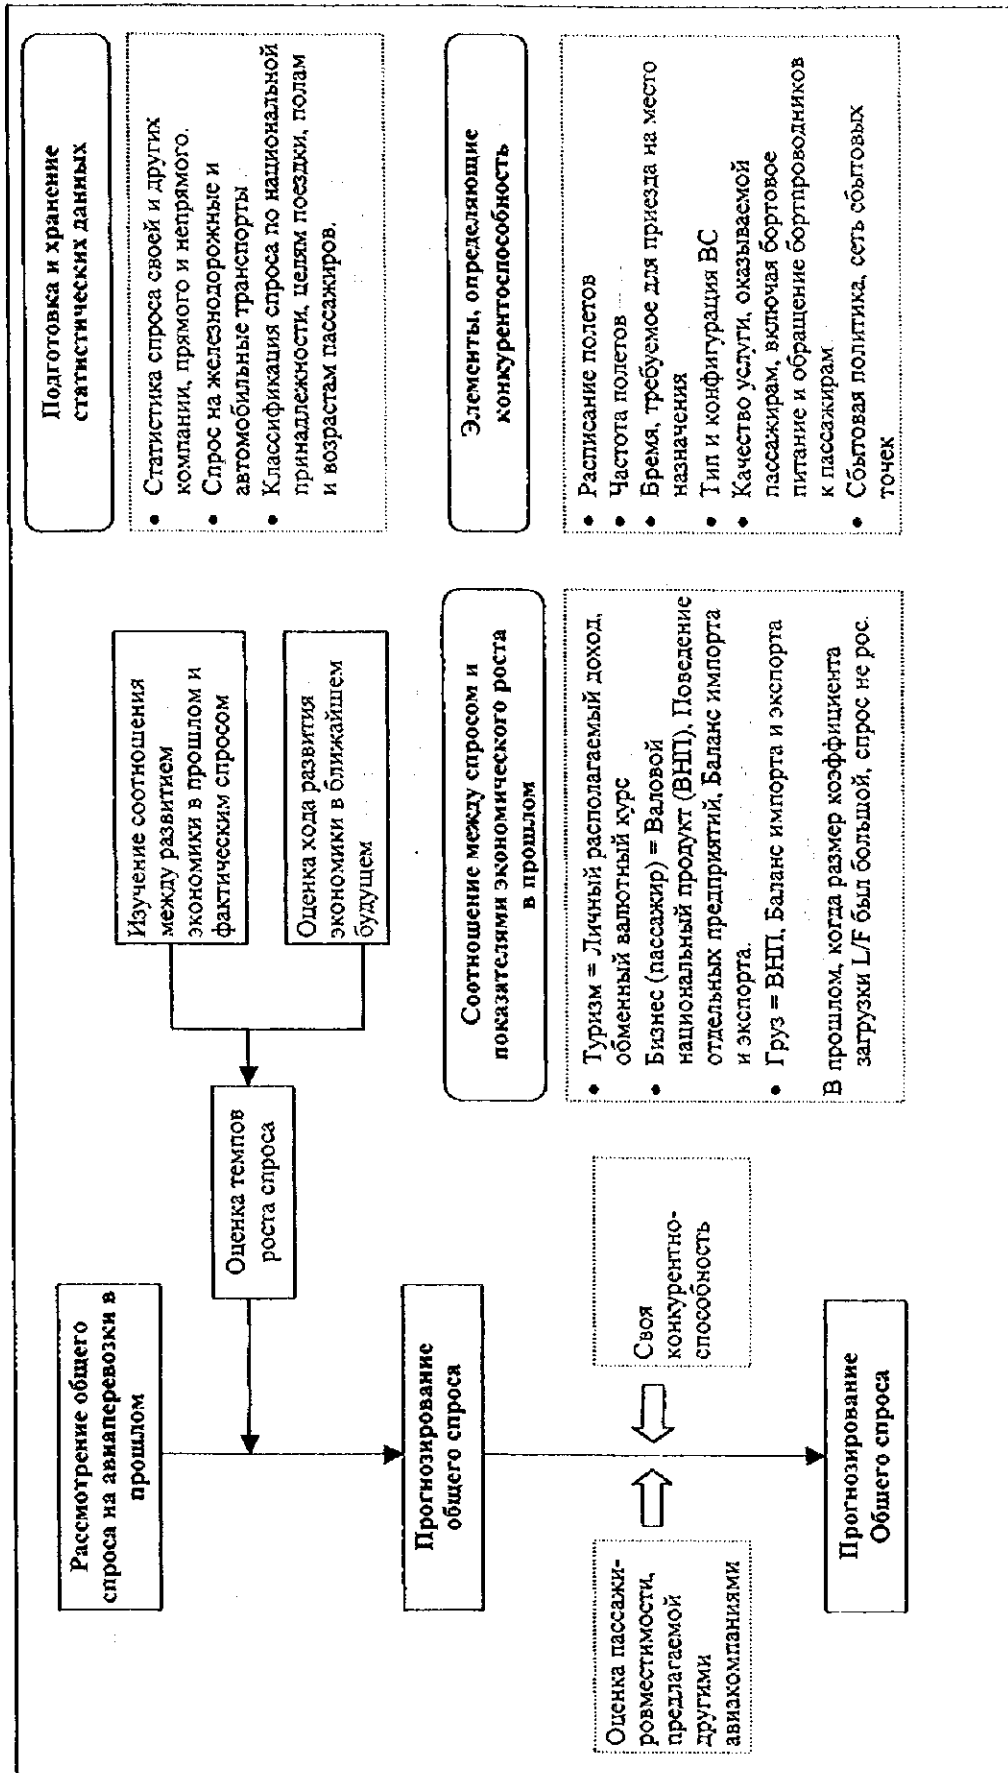 Рассмотрение общего
спроса на авиаперевозки в
прошлом
Оценка темпов
роста спроса
Изучение соотношения
между развитием
экономики в прошлом и
фактическим спросом
Оценка хода развития
экономики в ближайшем
будущем
Подготовка и хранение
статистических данных
• Статистика спроса своей и других
компании, прямого и непрямого.
• Спрос на железнодорожные и
автомобильные транспорты
• Классификация спроса по национальной
принадлежности, целям поездки, полам
и возрастам пассажиров.
Прогнозирование
общего спроса
Оценка пассажи-
ровместимости,
предлагаемой
другими
авиакомпаниями
Своя
конкурентно-
способность
Прогнозирование
Общего спроса
Соотношение между спросом и
показателями экономического роста
в прошлом
• Туризм = Личный располагаемый доход,
обменный валютный курс
• Бизнес (пассажир) = Валовой
национальный продукт (ВНП), Поведение
отдельных предприятий, Баланс импорта
и экспорта.
• Груз = ВНП, Баланс импорта и экспорта
В прошлом, когда размер коэффициента
загрузки L/F был большой, спрос не рос.
Элементы, определяющие
конкурентоспособность
• Расписание полетов
• Частота полетов
• Бремя, требуемое для приезда на место
назначения
• Тип и конфигурация ВС
• Качество услуги, оказываемой
пассажирам, включая бортовое
питание и обращение бортпроводников
к пассажирам
• Сбытовая политика, сеть сбытовых
точек